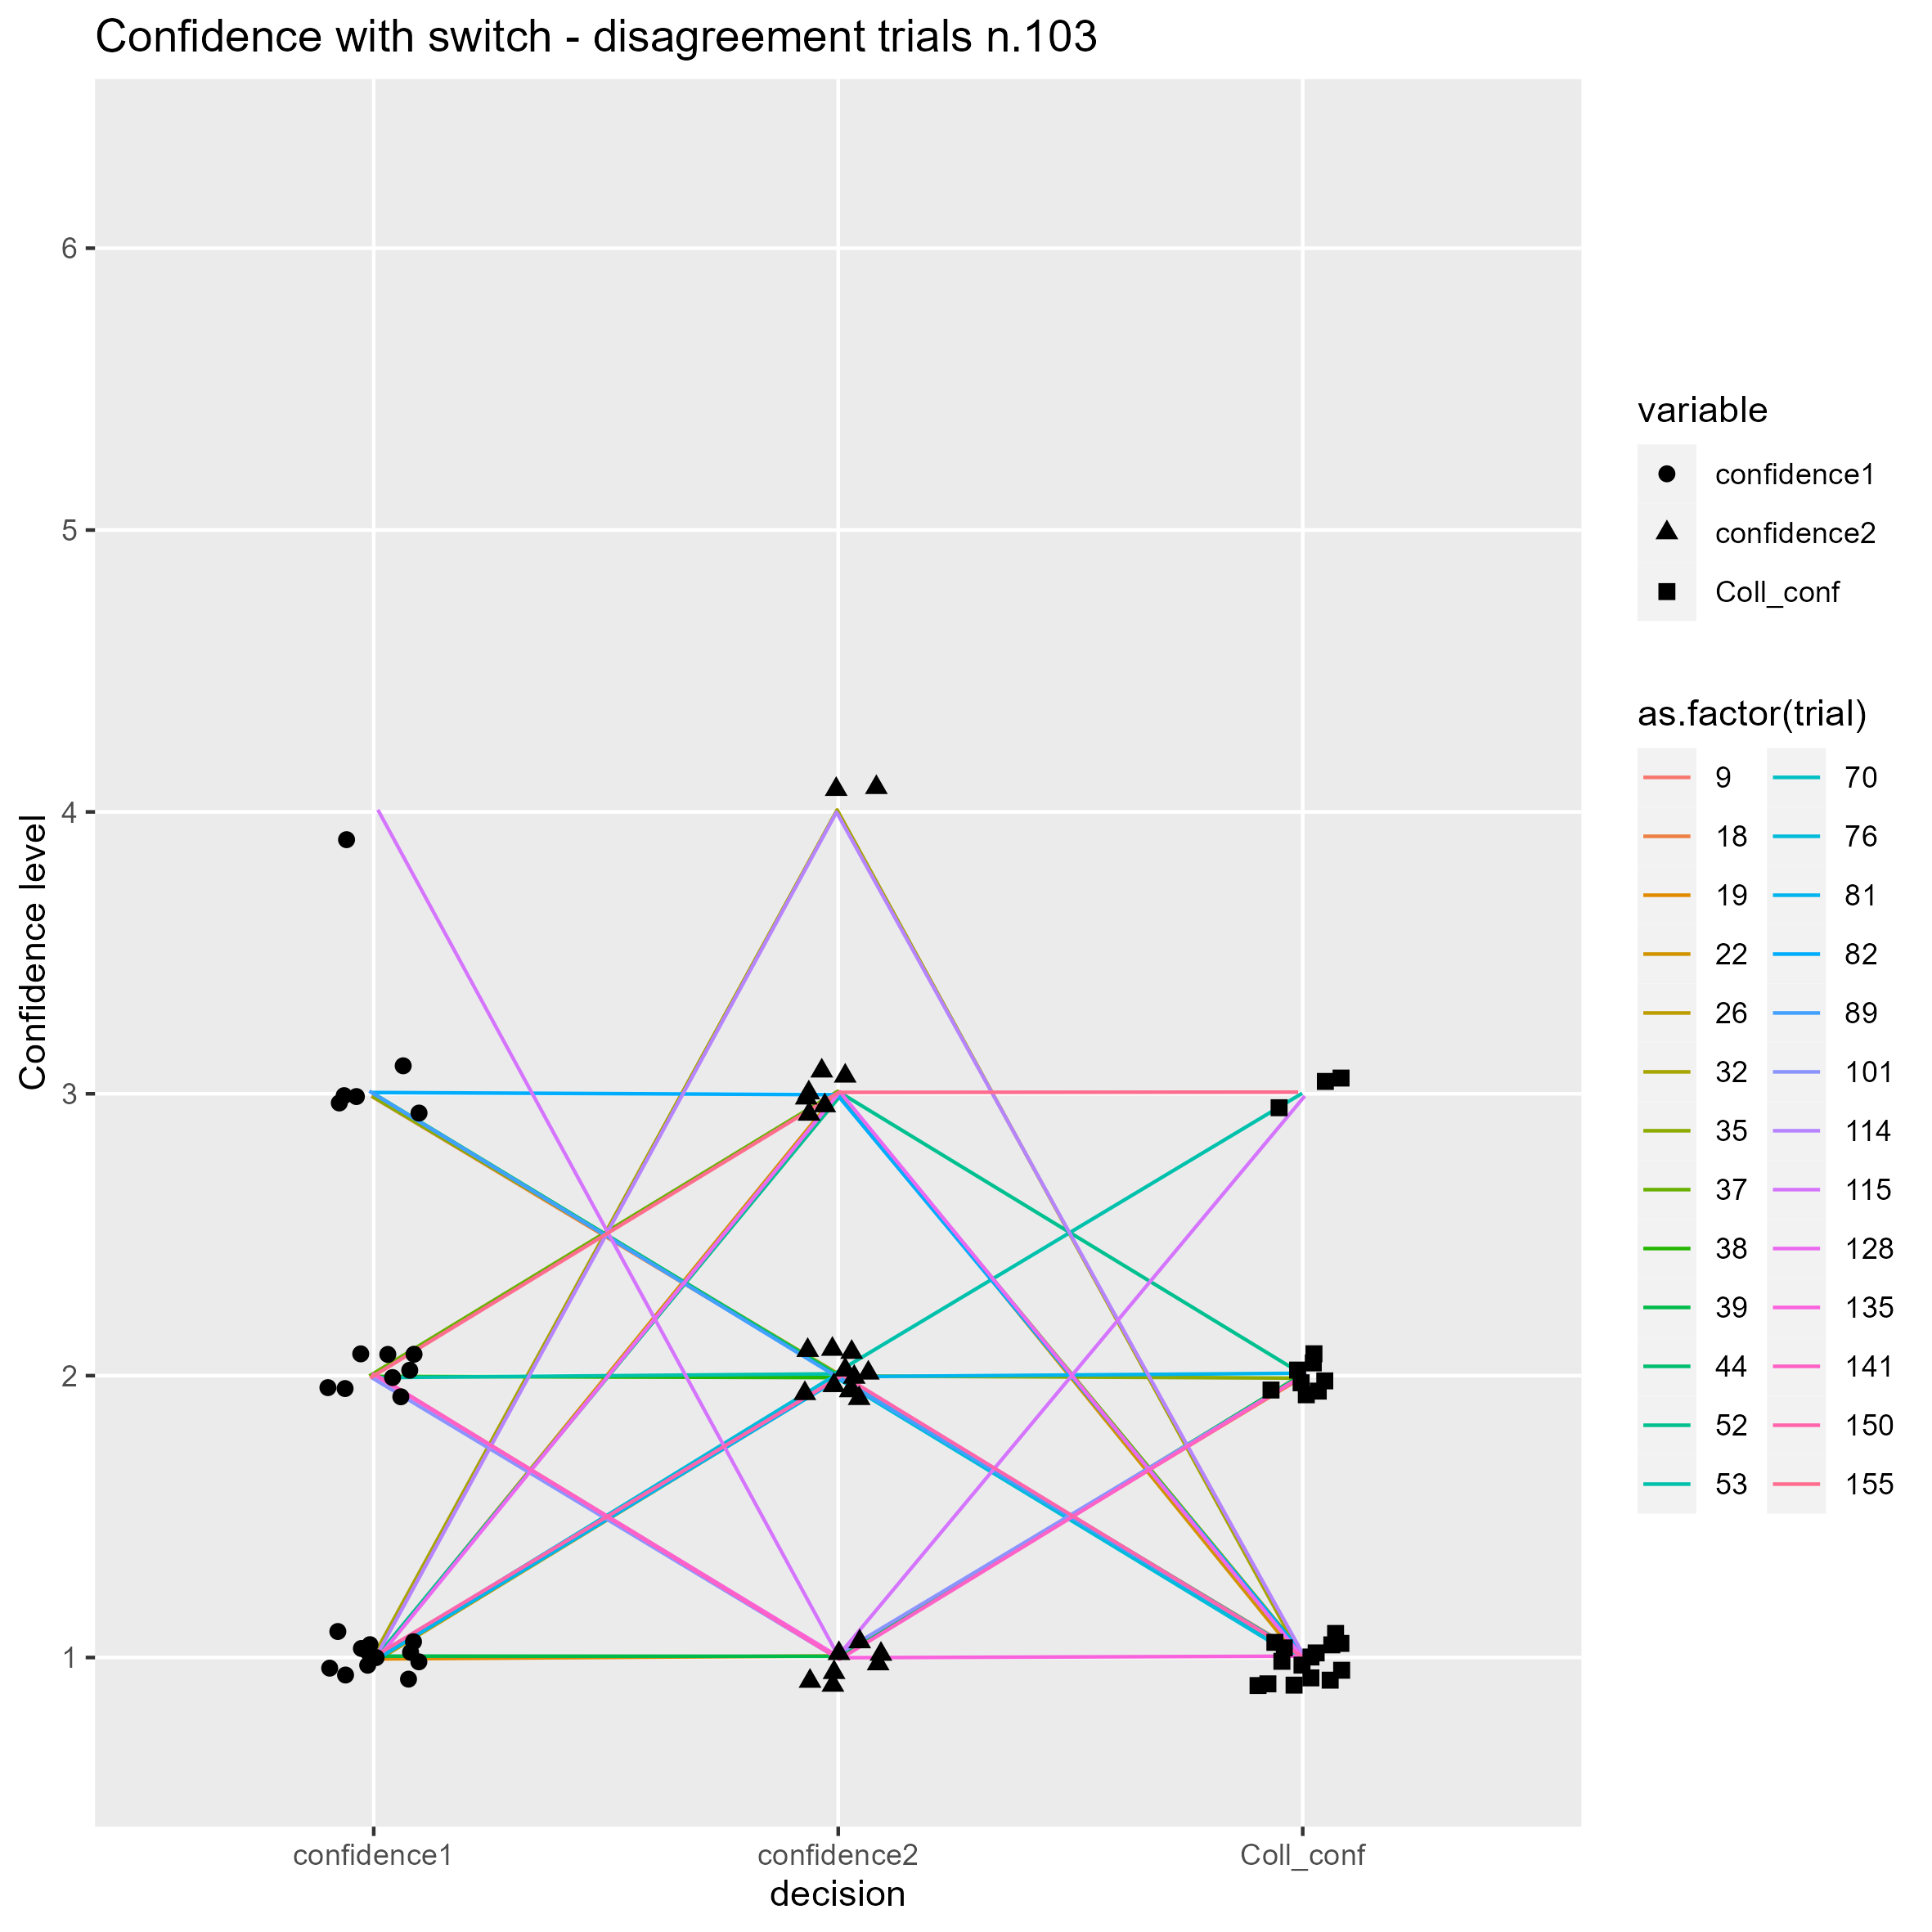 Confidence with switch - disagreement trials n.103
Confidence level
6
5
4
3
2
1
confidence1
confidence2
Coll_conf
decision
variable
confidence1
confidence2
Coll_conf
as.factor(trial)
9
18
19
22
26
32
35
37
38
39
44
52
53
70
76
81
82
89
101
114
115
128
135
141
150
155